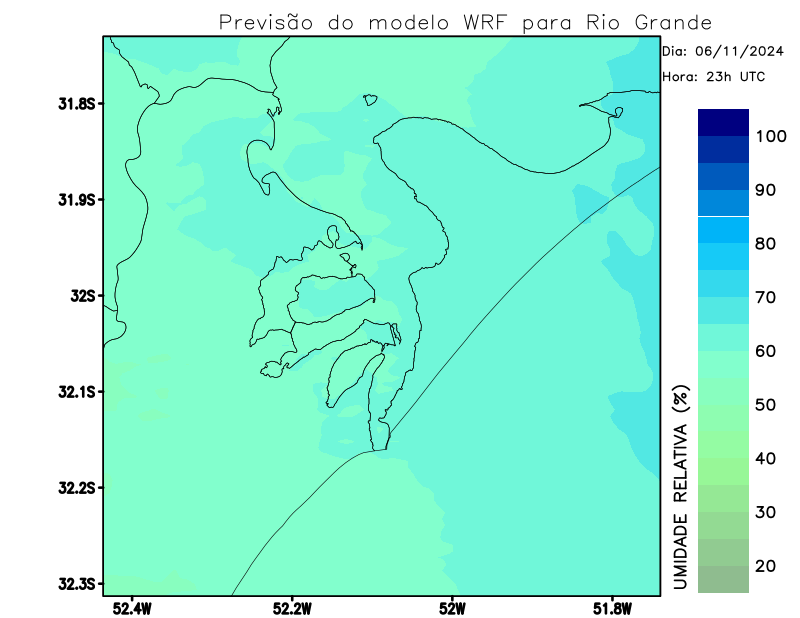 Previsão do modelo WRF para Rio Grande
Dia: 06/11/2024
Hora: 23h UTC
31.8S
31.9S
32S
32.1S
32.2S
32.3S
52.4W
52.2W
52W
51.8W
100
90
80
70
60
50
40
30
20
UMIDADE RELATIVA (%)